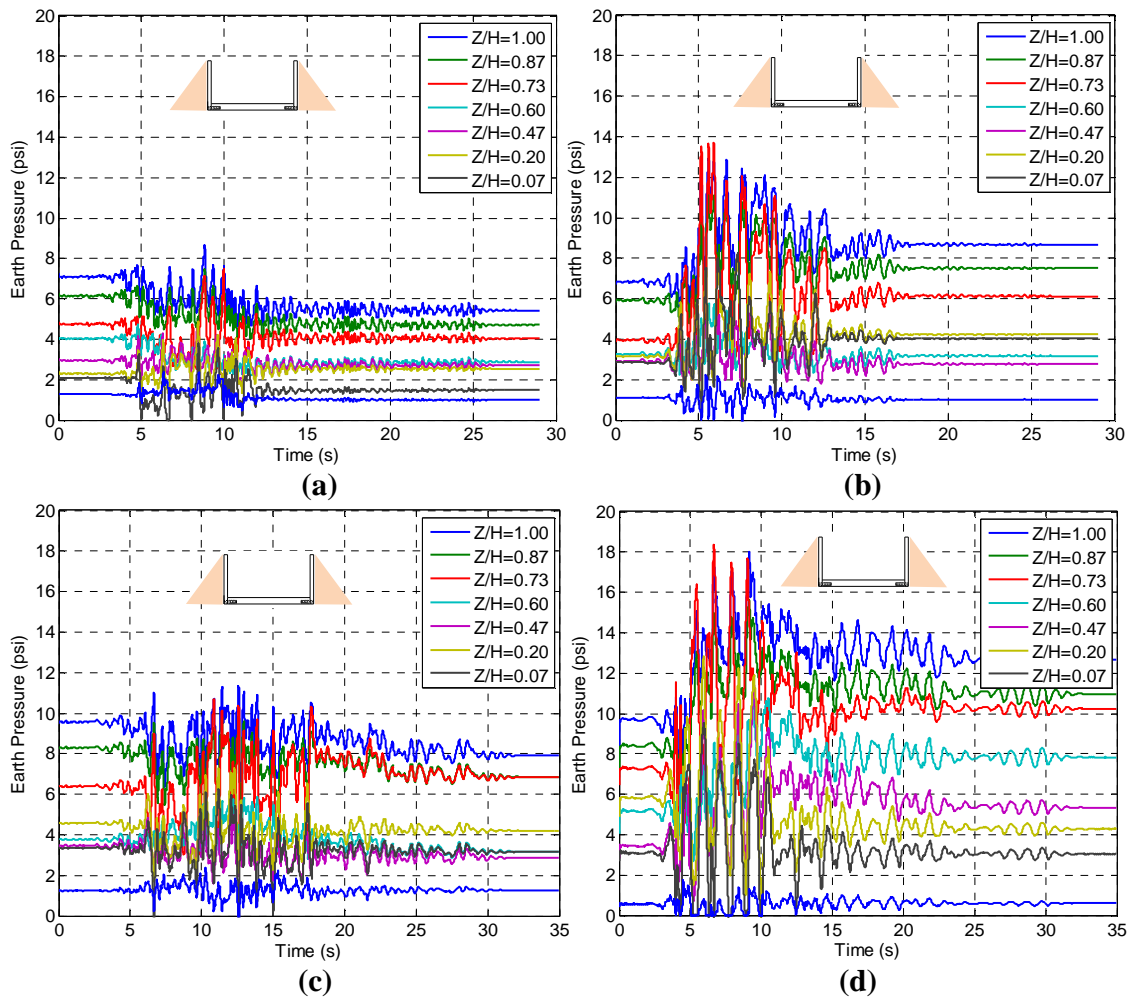 20
18
16
14
12
10
8
6
4
2
0
Earth Pressure (psi)
Z/H=1.00
Z/H=0.87
Z/H=0.73
Z/H=0.60
Z/H=0.47
Z/H=0.20
Z/H=0.07
0 5 10 15 20 25 30
Time (s)
(a)
20
18
16
14
12
10
8
6
4
2
0
Earth Pressure (psi)
Z/H=1.00
Z/H=0.87
Z/H=0.73
Z/H=0.60
Z/H=0.47
Z/H=0.20
Z/H=0.07
0 5 10 15 20 25 30
Time (s)
(b)
20
18
16
14
12
10
8
6
4
2
0
Earth Pressure (psi)
Z/H=1.00
Z/H=0.87
Z/H=0.73
Z/H=0.60
Z/H=0.47
Z/H=0.20
Z/H=0.07
0 5 10 15 20 25 30 35
Time (s)
(c)
20
18
16
14
12
10
8
6
4
2
0
Earth Pressure (psi)
Z/H=1.00
Z/H=0.87
Z/H=0.73
Z/H=0.60
Z/H=0.47
Z/H=0.20
Z/H=0.07
0 5 10 15 20 25 30 35
Time (s)
(d)